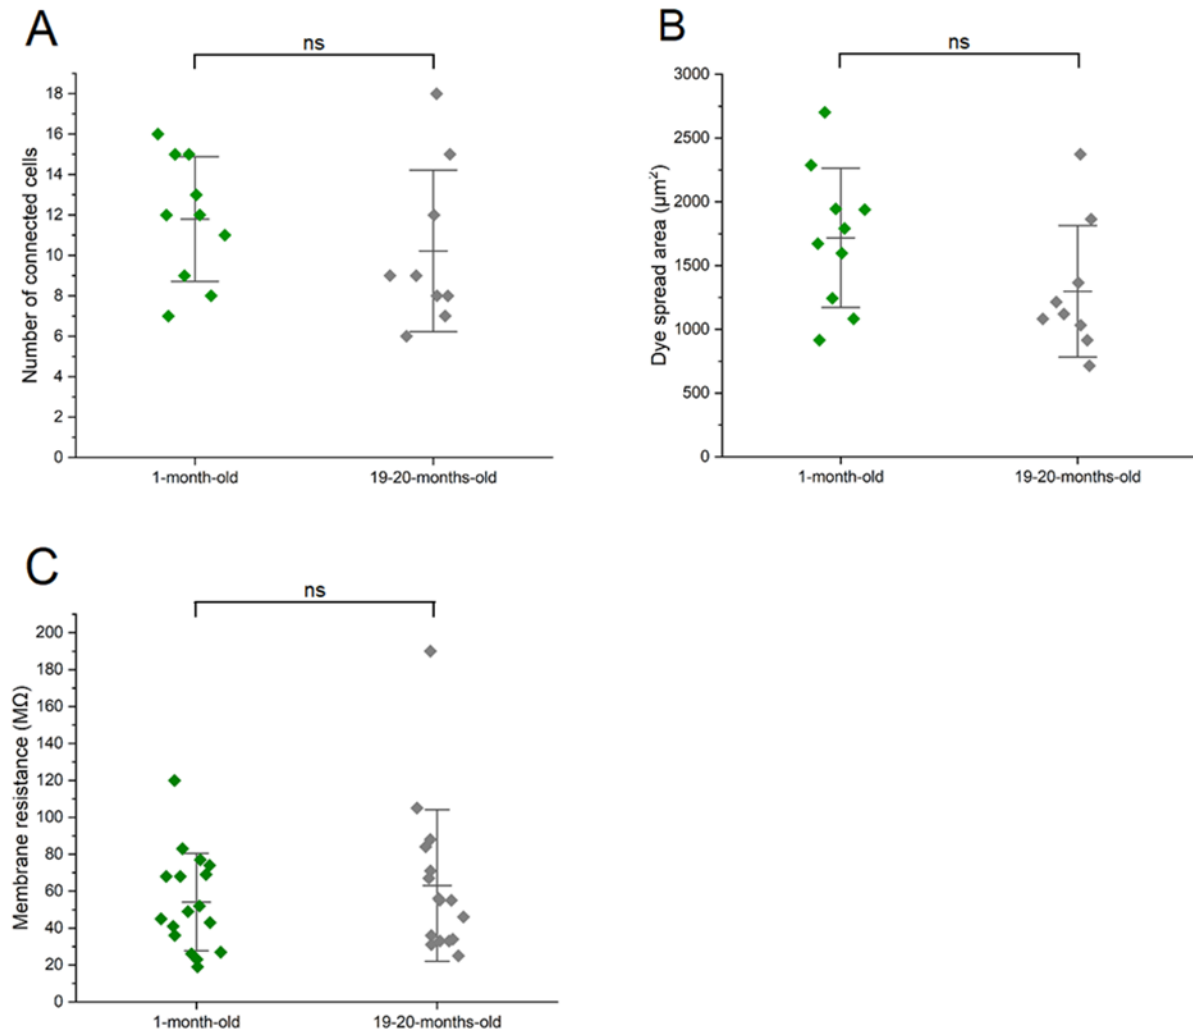 A
ns
Number of connected cells
18
16
14
12
10
8
6
4
2
0
1-month-old
19-20-months-old
B
ns
Dye spread area (µm²)
3000
2500
2000
1500
1000
500
0
1-month-old
19-20-months-old
C
ns
Membrane resistance (MΩ)
200
180
160
140
120
100
80
60
40
20
0
1-month-old
19-20-months-old